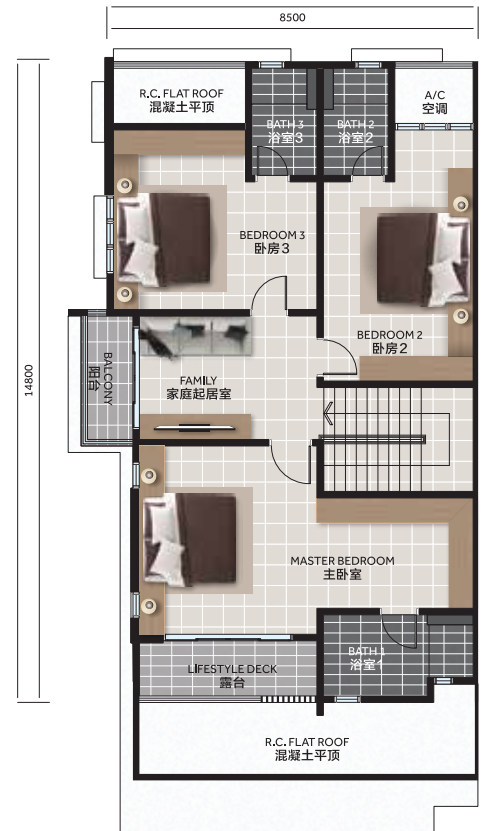 8500
14800
R.C. FLAT ROOF
混凝土平顶
BATH 3
浴室3
BATH 2
浴室2
A/C
空调
BEDROOM 3
卧房3
BEDROOM 2
卧房2
BALCONY
阳台
FAMILY
家庭起居室
MASTER BEDROOM
主卧室
BATH 1
浴室1
LIFESTYLE DECK
露台
R.C. FLAT ROOF
混凝土平顶